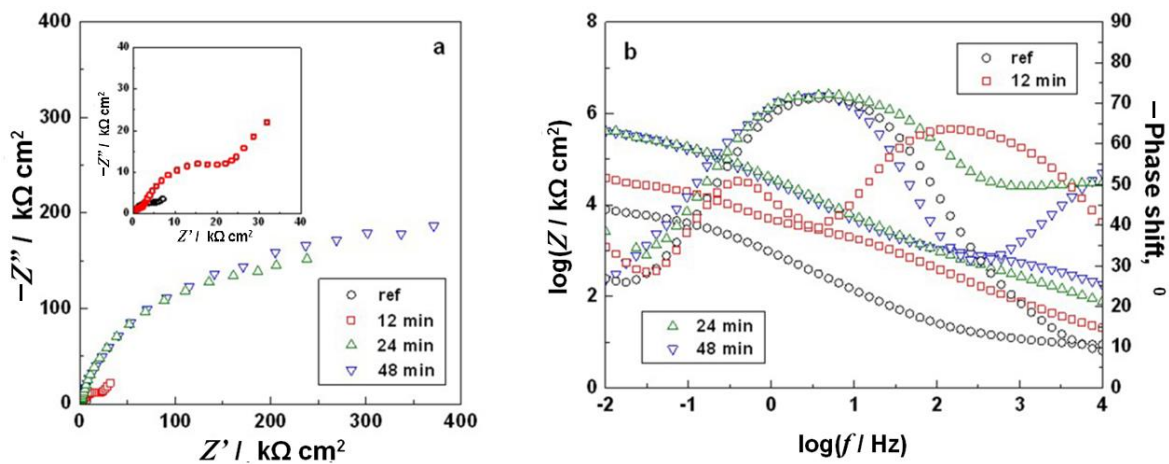 400
300
200
100
0
−Z″ / kΩ cm²
0 100 200 300 400
Z′ / kΩ cm²
a
40
30
20
10
0
−Z″ / kΩ cm²
0 10 20 30 40
Z′ / kΩ cm²
ref
12 min
24 min
48 min
8
6
4
2
0
log(Z / kΩ cm²)
-2 -1 0 1 2 3 4
log(f / Hz)
b
ref
12 min
24 min
48 min
90
80
70
60
50
40
30
20
10
0
−Phase shift, ⁰